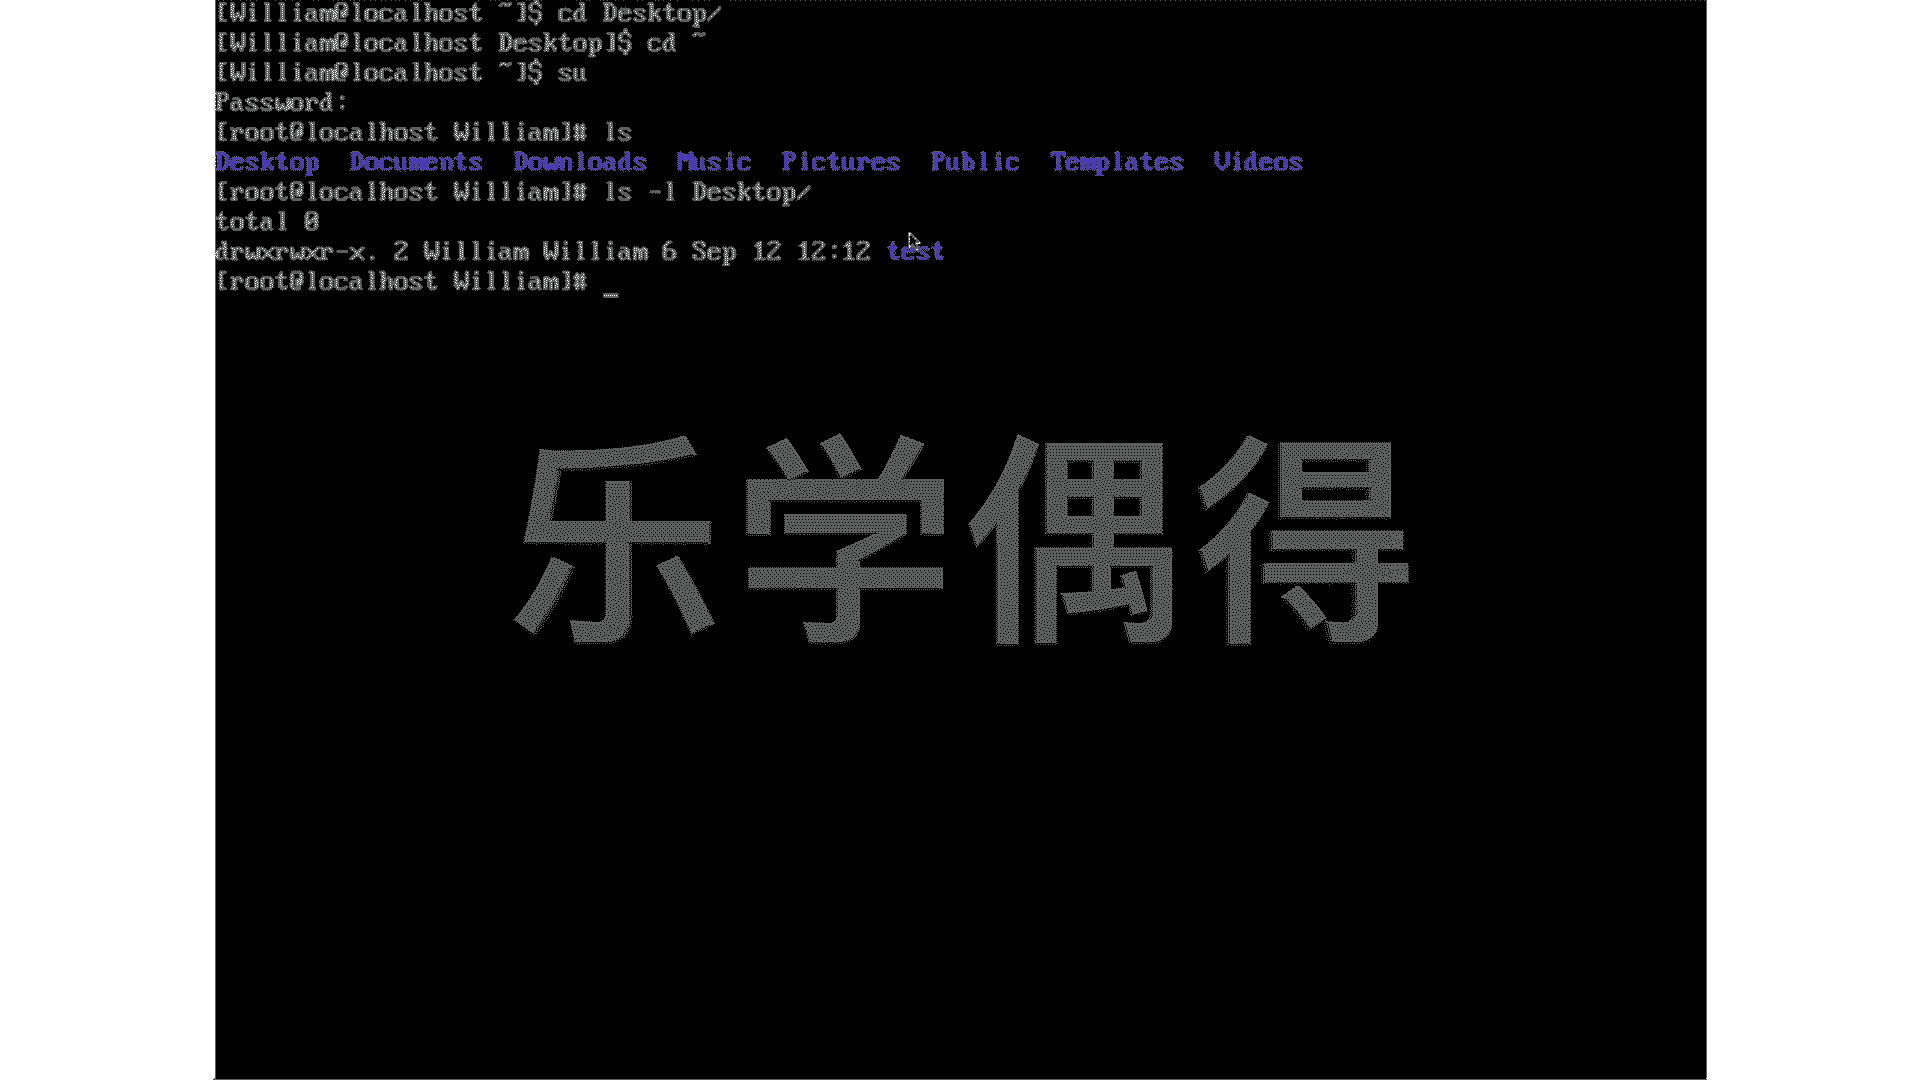 [William@localhost ~]$ cd Desktop/
[William@localhost Desktop]$ cd ~
[William@localhost ~]$ su
Password:
[root@localhost William]# ls
Desktop  Documents  Downloads  Music  Pictures  Public  Templates  Videos
[root@localhost William]# ls -l Desktop/
total 0
drwxrwxr-x. 2 William William 6 Sep 12 12:12 test
[root@localhost William]# _
乐学偶得